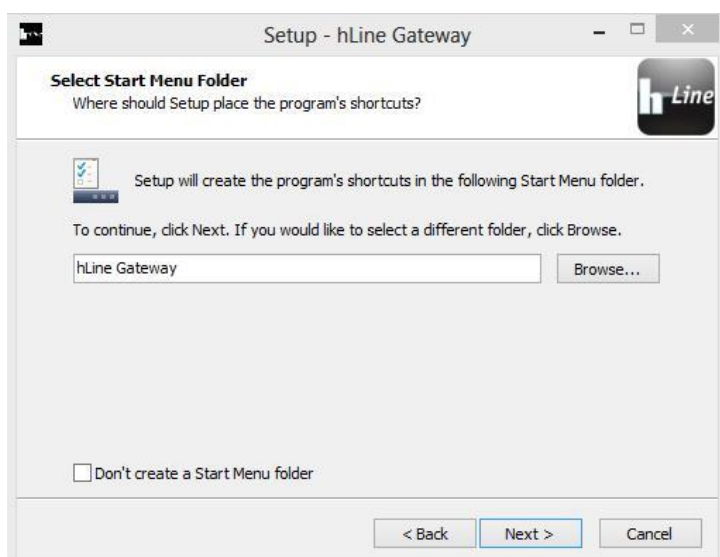 Setup - hLine Gateway
Select Start Menu Folder
Where should Setup place the program's shortcuts?
h Line
Setup will create the program's shortcuts in the following Start Menu folder.
To continue, click Next. If you would like to select a different folder, click Browse.
hLine Gateway
Browse...
Don't create a Start Menu folder
< Back
Next >
Cancel